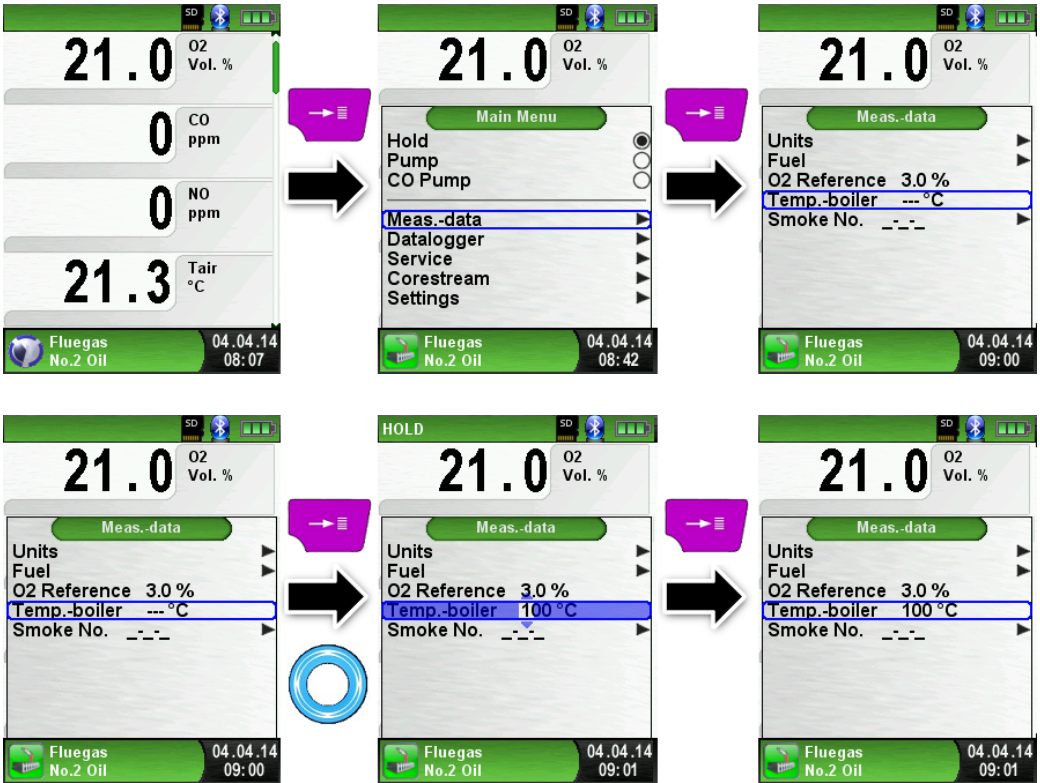 SD
21.0 O2 Vol. %
0 CO ppm
0 NO ppm
21.3 Tair °C
Fluegas 04.04.14
No.2 Oil 08:07
SD
21.0 O2 Vol. %
Main Menu
Hold
Pump
CO Pump
Meas.-data
Datalogger
Service
Corestream
Settings
Fluegas 04.04.14
No.2 Oil 08:42
SD
21.0 O2 Vol. %
Meas.-data
Units
Fuel
O2 Reference 3.0 %
Temp.-boiler --- °C
Smoke No. _-_-_
Fluegas 04.04.14
No.2 Oil 09:00
SD
21.0 O2 Vol. %
Meas.-data
Units
Fuel
O2 Reference 3.0 %
Temp.-boiler --- °C
Smoke No. _-_-_
Fluegas 04.04.14
No.2 Oil 09:00
HOLD SD
21.0 O2 Vol. %
Meas.-data
Units
Fuel
O2 Reference 3.0 %
Temp.-boiler 100 °C
Smoke No. _-_-_
Fluegas 04.04.14
No.2 Oil 09:01
SD
21.0 O2 Vol. %
Meas.-data
Units
Fuel
O2 Reference 3.0 %
Temp.-boiler 100 °C
Smoke No. _-_-_
Fluegas 04.04.14
No.2 Oil 09:01